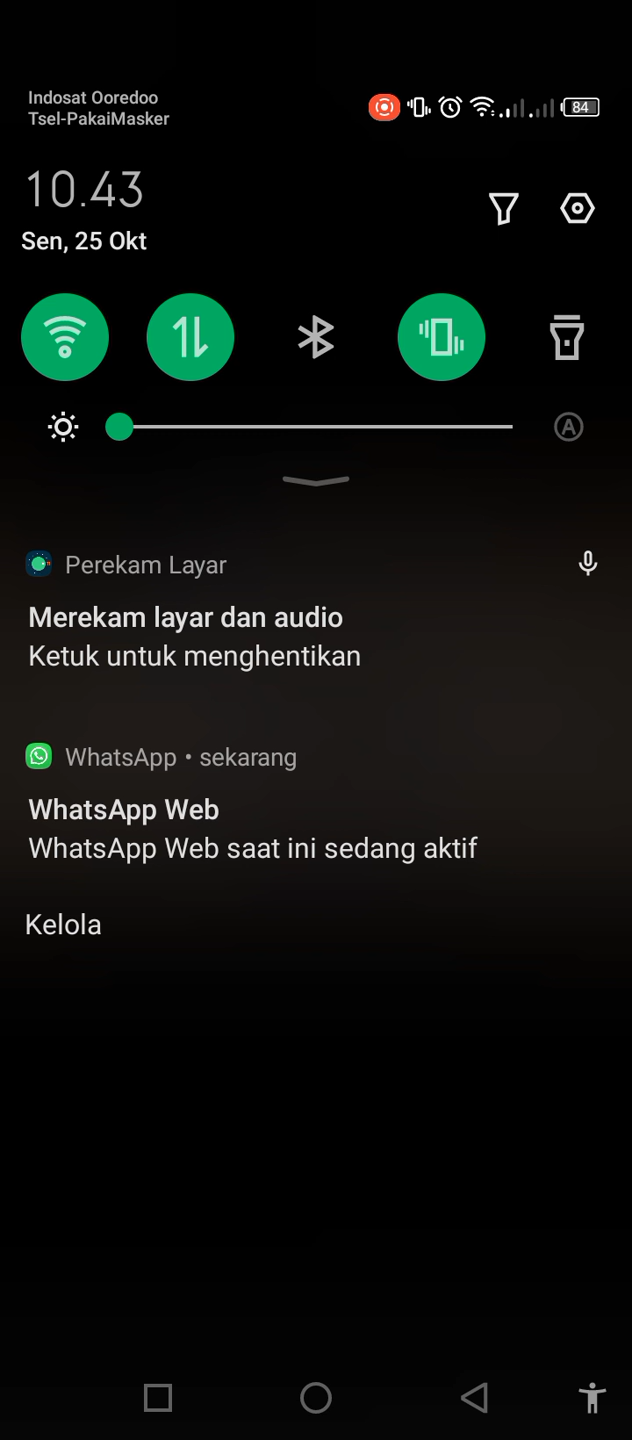 Indosat Ooredoo
Tsel-PakaiMasker
84
10.43
Sen, 25 Okt
A
Perekam Layar
Merekam layar dan audio
Ketuk untuk menghentikan
WhatsApp • sekarang
WhatsApp Web
WhatsApp Web saat ini sedang aktif
Kelola